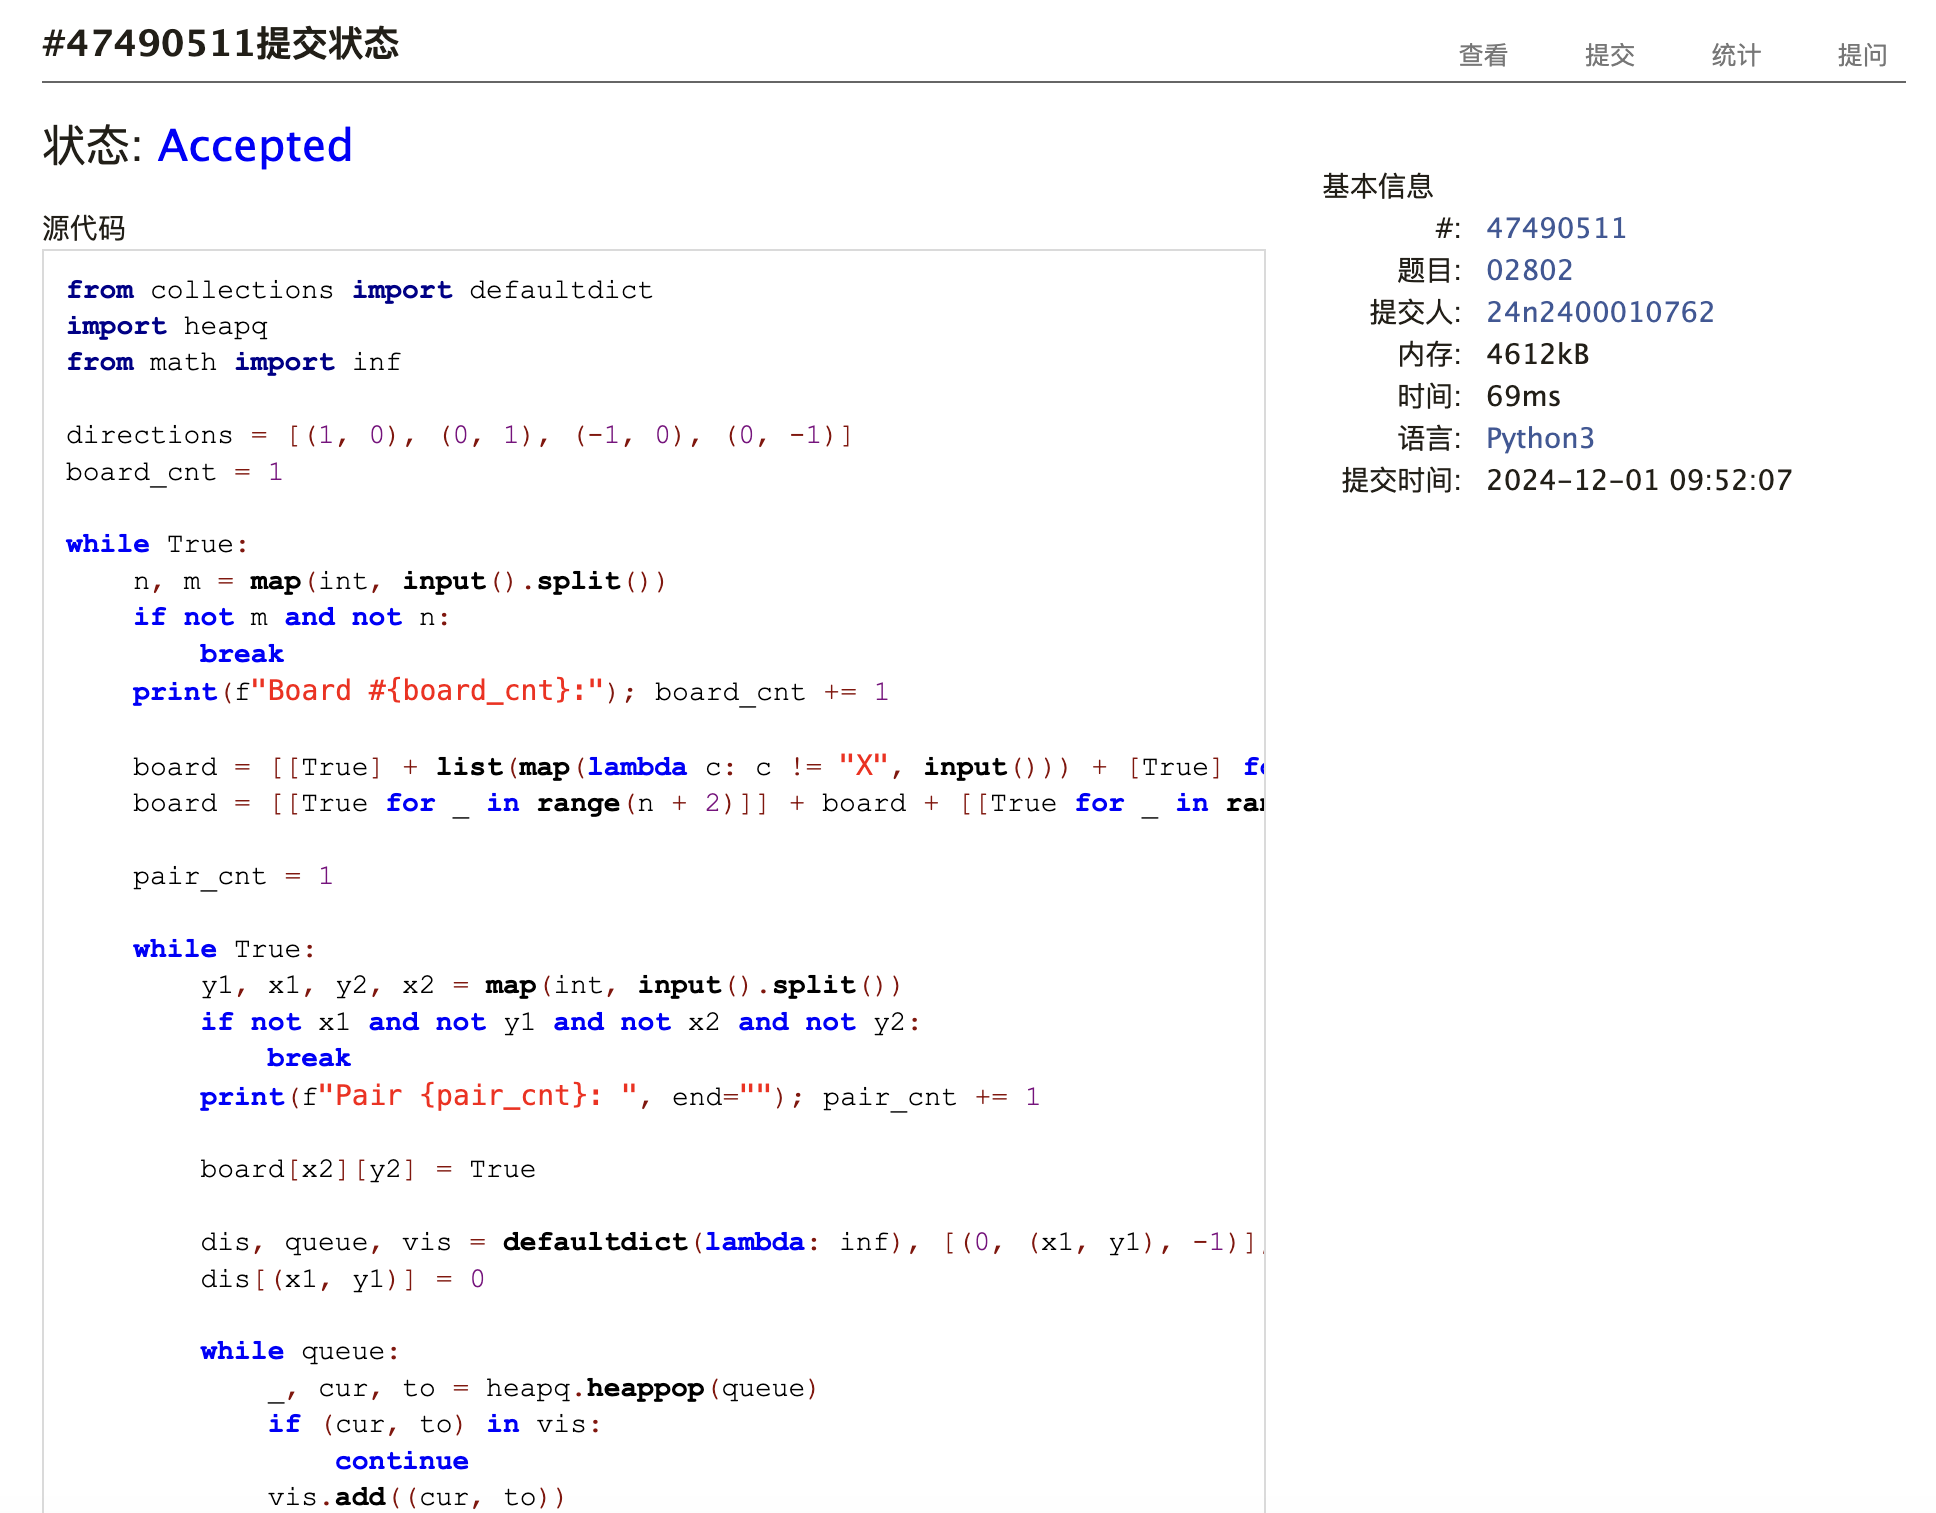 #47490511提交状态
查看 提交 统计 提问
状态: Accepted
源代码
from collections import defaultdict
import heapq
from math import inf
directions = [(1, 0), (0, 1), (-1, 0), (0, -1)]
board_cnt = 1
while True:
    n, m = map(int, input().split())
    if not m and not n:
        break
    print(f"Board #{board_cnt}:"); board_cnt += 1
    board = [[True] + list(map(lambda c: c != "X", input())) + [True]
    board = [[True for _ in range(n + 2)]] + board + [[True for _ in
    pair_cnt = 1
    while True:
        y1, x1, y2, x2 = map(int, input().split())
        if not x1 and not y1 and not x2 and not y2:
            break
        print(f"Pair {pair_cnt}: ", end=""); pair_cnt += 1
        board[x2][y2] = True
        dis, queue, vis = defaultdict(lambda: inf), [(0, (x1, y1), -1)],
        dis[(x1, y1)] = 0
        while queue:
            _, cur, to = heapq.heappop(queue)
            if (cur, to) in vis:
                continue
            vis.add((cur, to))
基本信息
#: 47490511
题目: 02802
提交人: 24n2400010762
内存: 4612kB
时间: 69ms
语言: Python3
提交时间: 2024-12-01 09:52:07